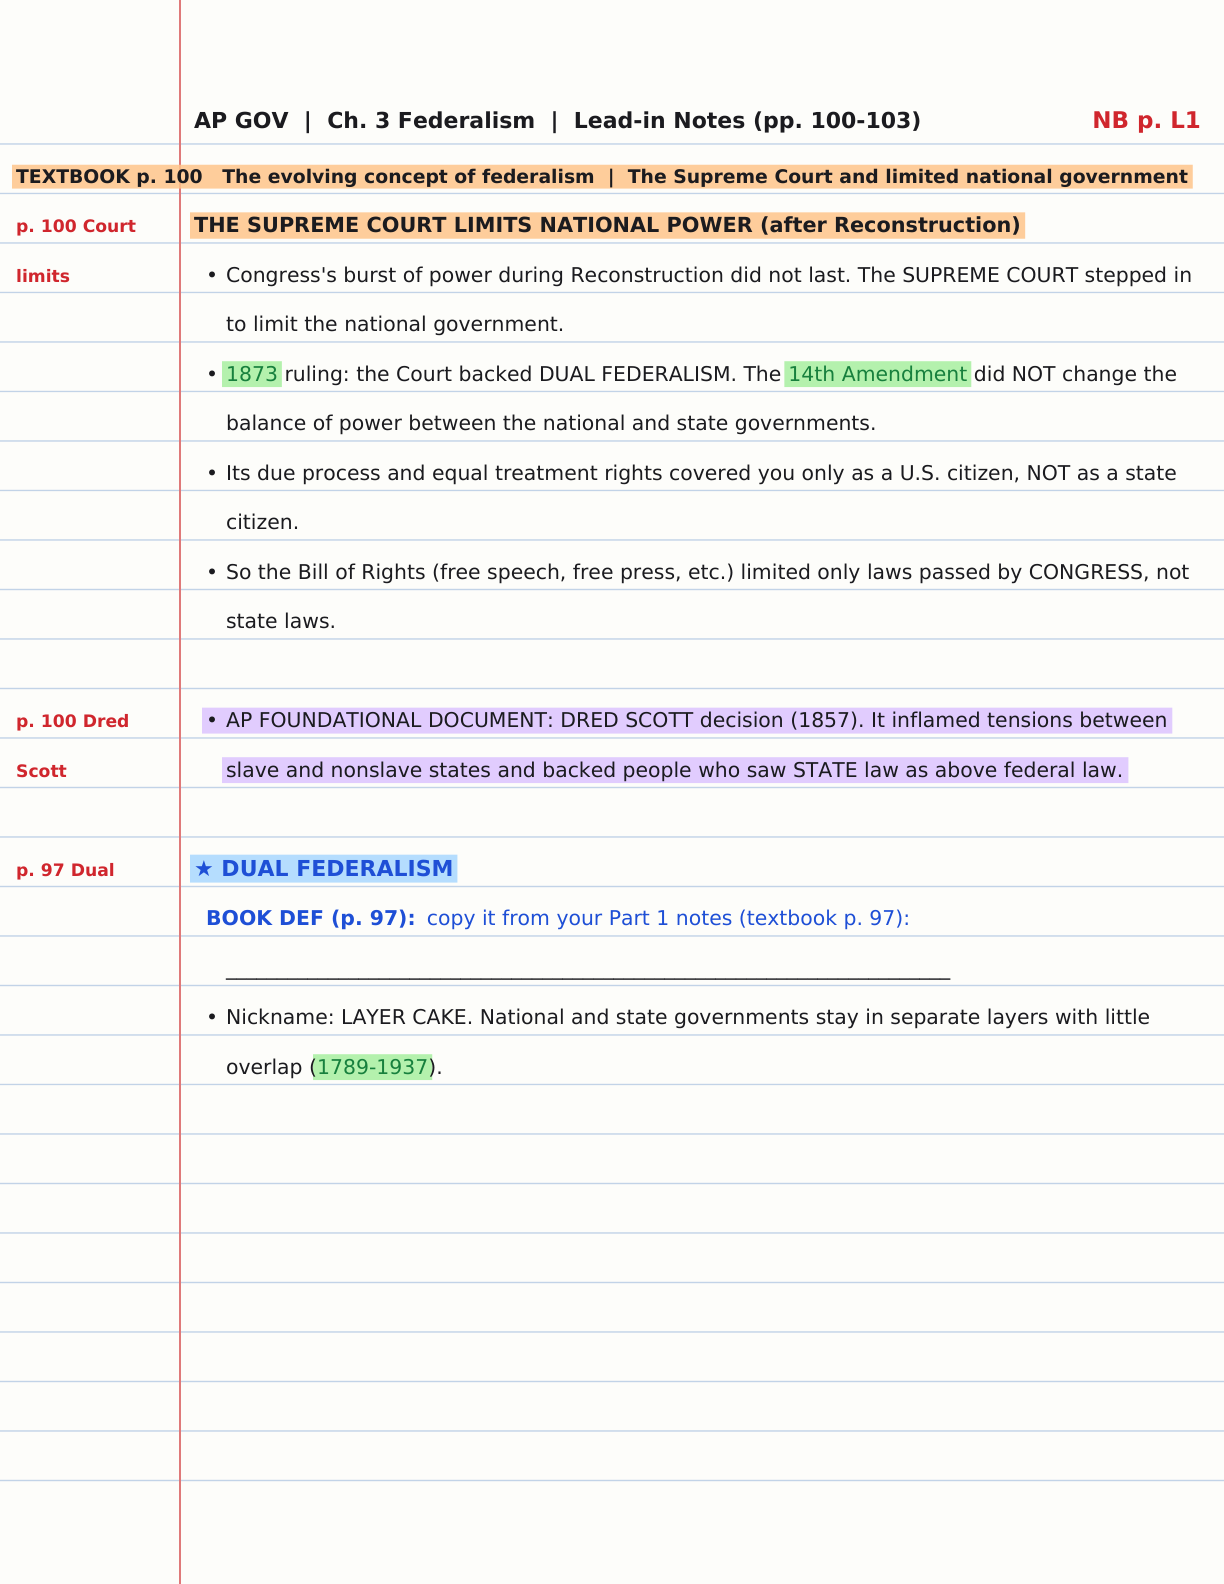 AP GOV | Ch. 3 Federalism | Lead-in Notes (pp. 100-103) NB p. L1
TEXTBOOK p. 100 The evolving concept of federalism | The Supreme Court and limited national government
p. 100 Court THE SUPREME COURT LIMITS NATIONAL POWER (after Reconstruction)
limits • Congress's burst of power during Reconstruction did not last. The SUPREME COURT stepped in
to limit the national government.
• 1873 ruling: the Court backed DUAL FEDERALISM. The 14th Amendment did NOT change the
balance of power between the national and state governments.
• Its due process and equal treatment rights covered you only as a U.S. citizen, NOT as a state
citizen.
• So the Bill of Rights (free speech, free press, etc.) limited only laws passed by CONGRESS, not
state laws.
p. 100 Dred • AP FOUNDATIONAL DOCUMENT: DRED SCOTT decision (1857). It inflamed tensions between
Scott slave and nonslave states and backed people who saw STATE law as above federal law.
p. 97 Dual ★ DUAL FEDERALISM
BOOK DEF (p. 97): copy it from your Part 1 notes (textbook p. 97):
• Nickname: LAYER CAKE. National and state governments stay in separate layers with little
overlap (1789-1937).